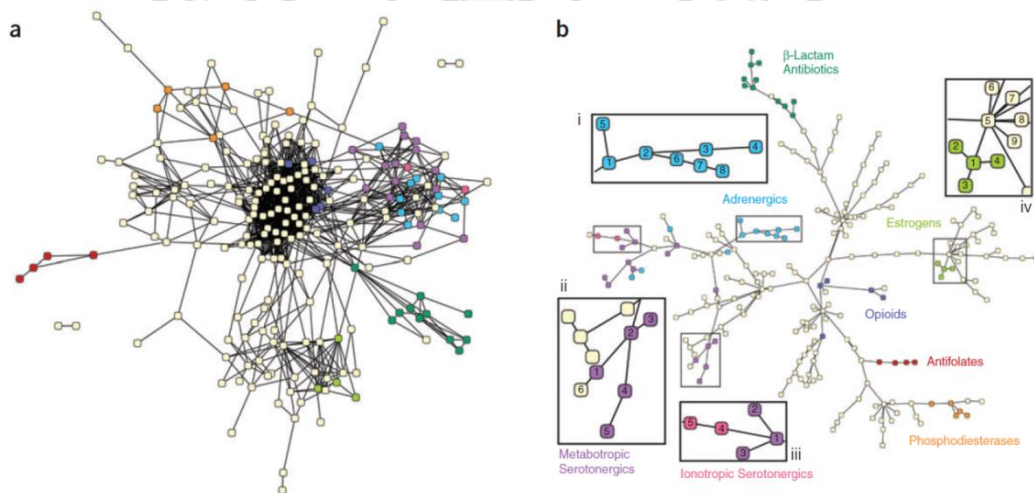 a
b
β-Lactam
Antibiotics
i
5
1
2
3
4
6
7
8
Adrenergics
6
7
5
8
9
2
1
4
3
iv
Estrogens
ii
3
2
1
6
4
5
Metabotropic
Serotonergics
Opioids
Antifolates
Phosphodiesterases
2
5
4
1
3
iii
Ionotropic Serotonergics